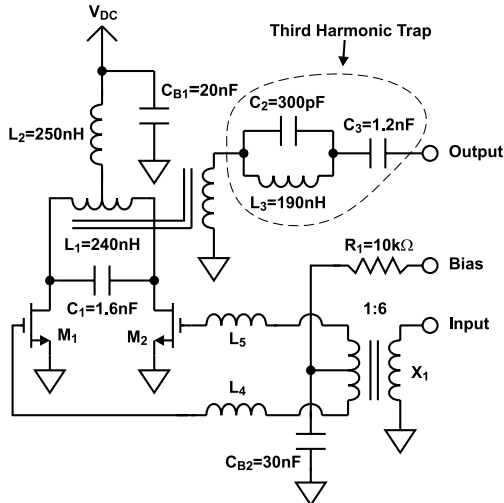 V_DC
Third Harmonic Trap
C_B1=20nF
C_2=300pF
C_3=1.2nF
L_2=250nH
Output
L_3=190nH
L_1=240nH
R_1=10kΩ
Bias
C_1=1.6nF
1:6
Input
M_1
M_2
L_5
X_1
L_4
C_B2=30nF